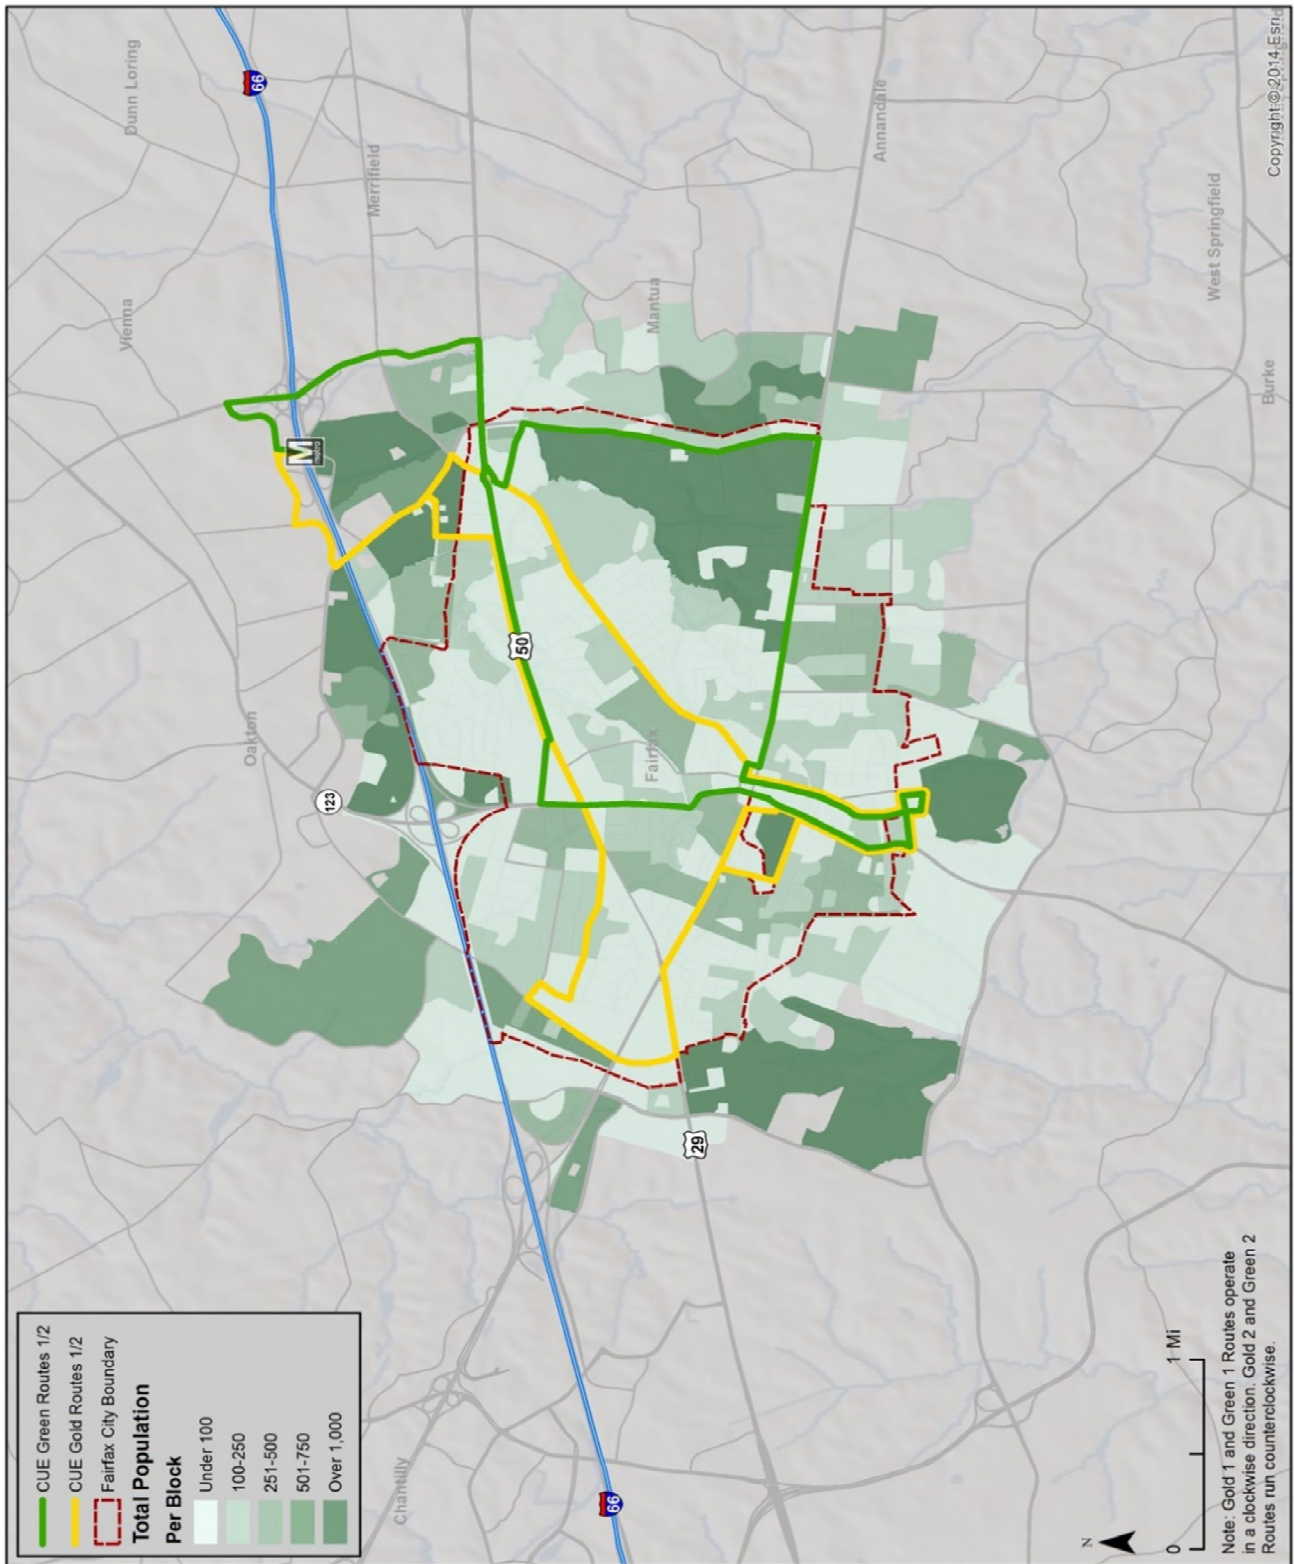 CUE Green Routes 1/2
CUE Gold Routes 1/2
Fairfax City Boundary
Total Population
Per Block
Under 100
100-250
251-500
501-750
Over 1,000
Chantilly
66
29
50
123
Oakton
Fairfax
Vienna
M
Dunn Loring
66
Merrifield
Mantua
Annandale
West Springfield
Burke
N
0 1 Mi
Note: Gold 1 and Green 1 Routes operate
in a clockwise direction. Gold 2 and Green 2
Routes run counterclockwise.
Copyright:© 2014 Esri